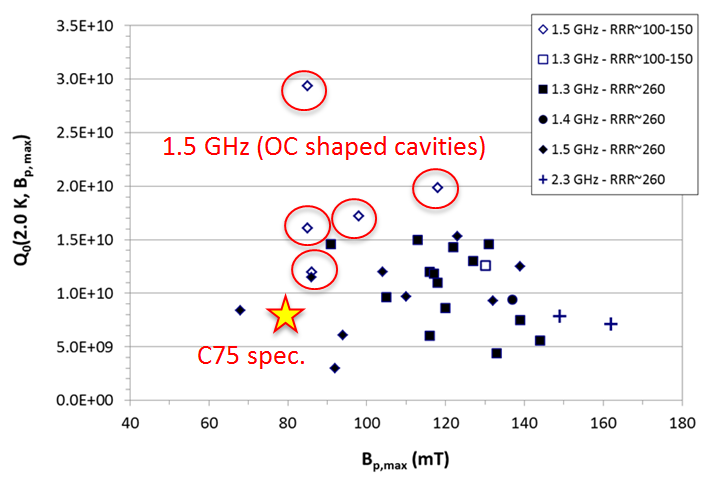 3.5E+10
3.0E+10
2.5E+10
2.0E+10
1.5E+10
1.0E+10
5.0E+09
0.0E+00
Q0(2.0 K, Bp,max)
40
60
80
100
120
140
160
180
Bp,max (mT)
1.5 GHz - RRR~100-150
1.3 GHz - RRR~100-150
1.3 GHz - RRR~260
1.4 GHz - RRR~260
1.5 GHz - RRR~260
2.3 GHz - RRR~260
1.5 GHz (OC shaped cavities)
C75 spec.